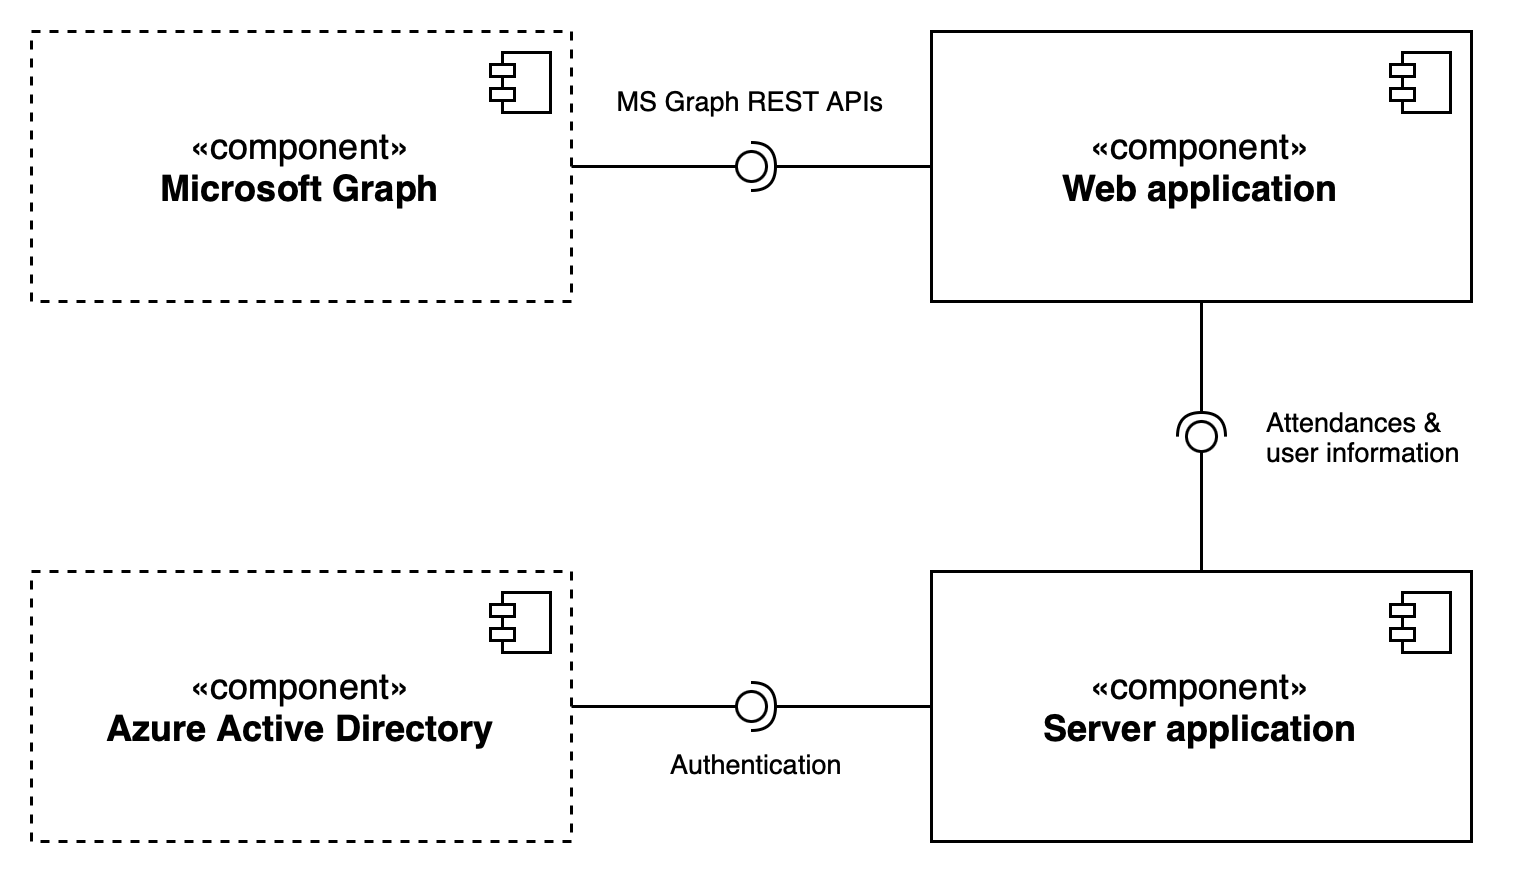 «component»
Microsoft Graph
MS Graph REST APIs
«component»
Web application
Attendances &
user information
«component»
Azure Active Directory
Authentication
«component»
Server application